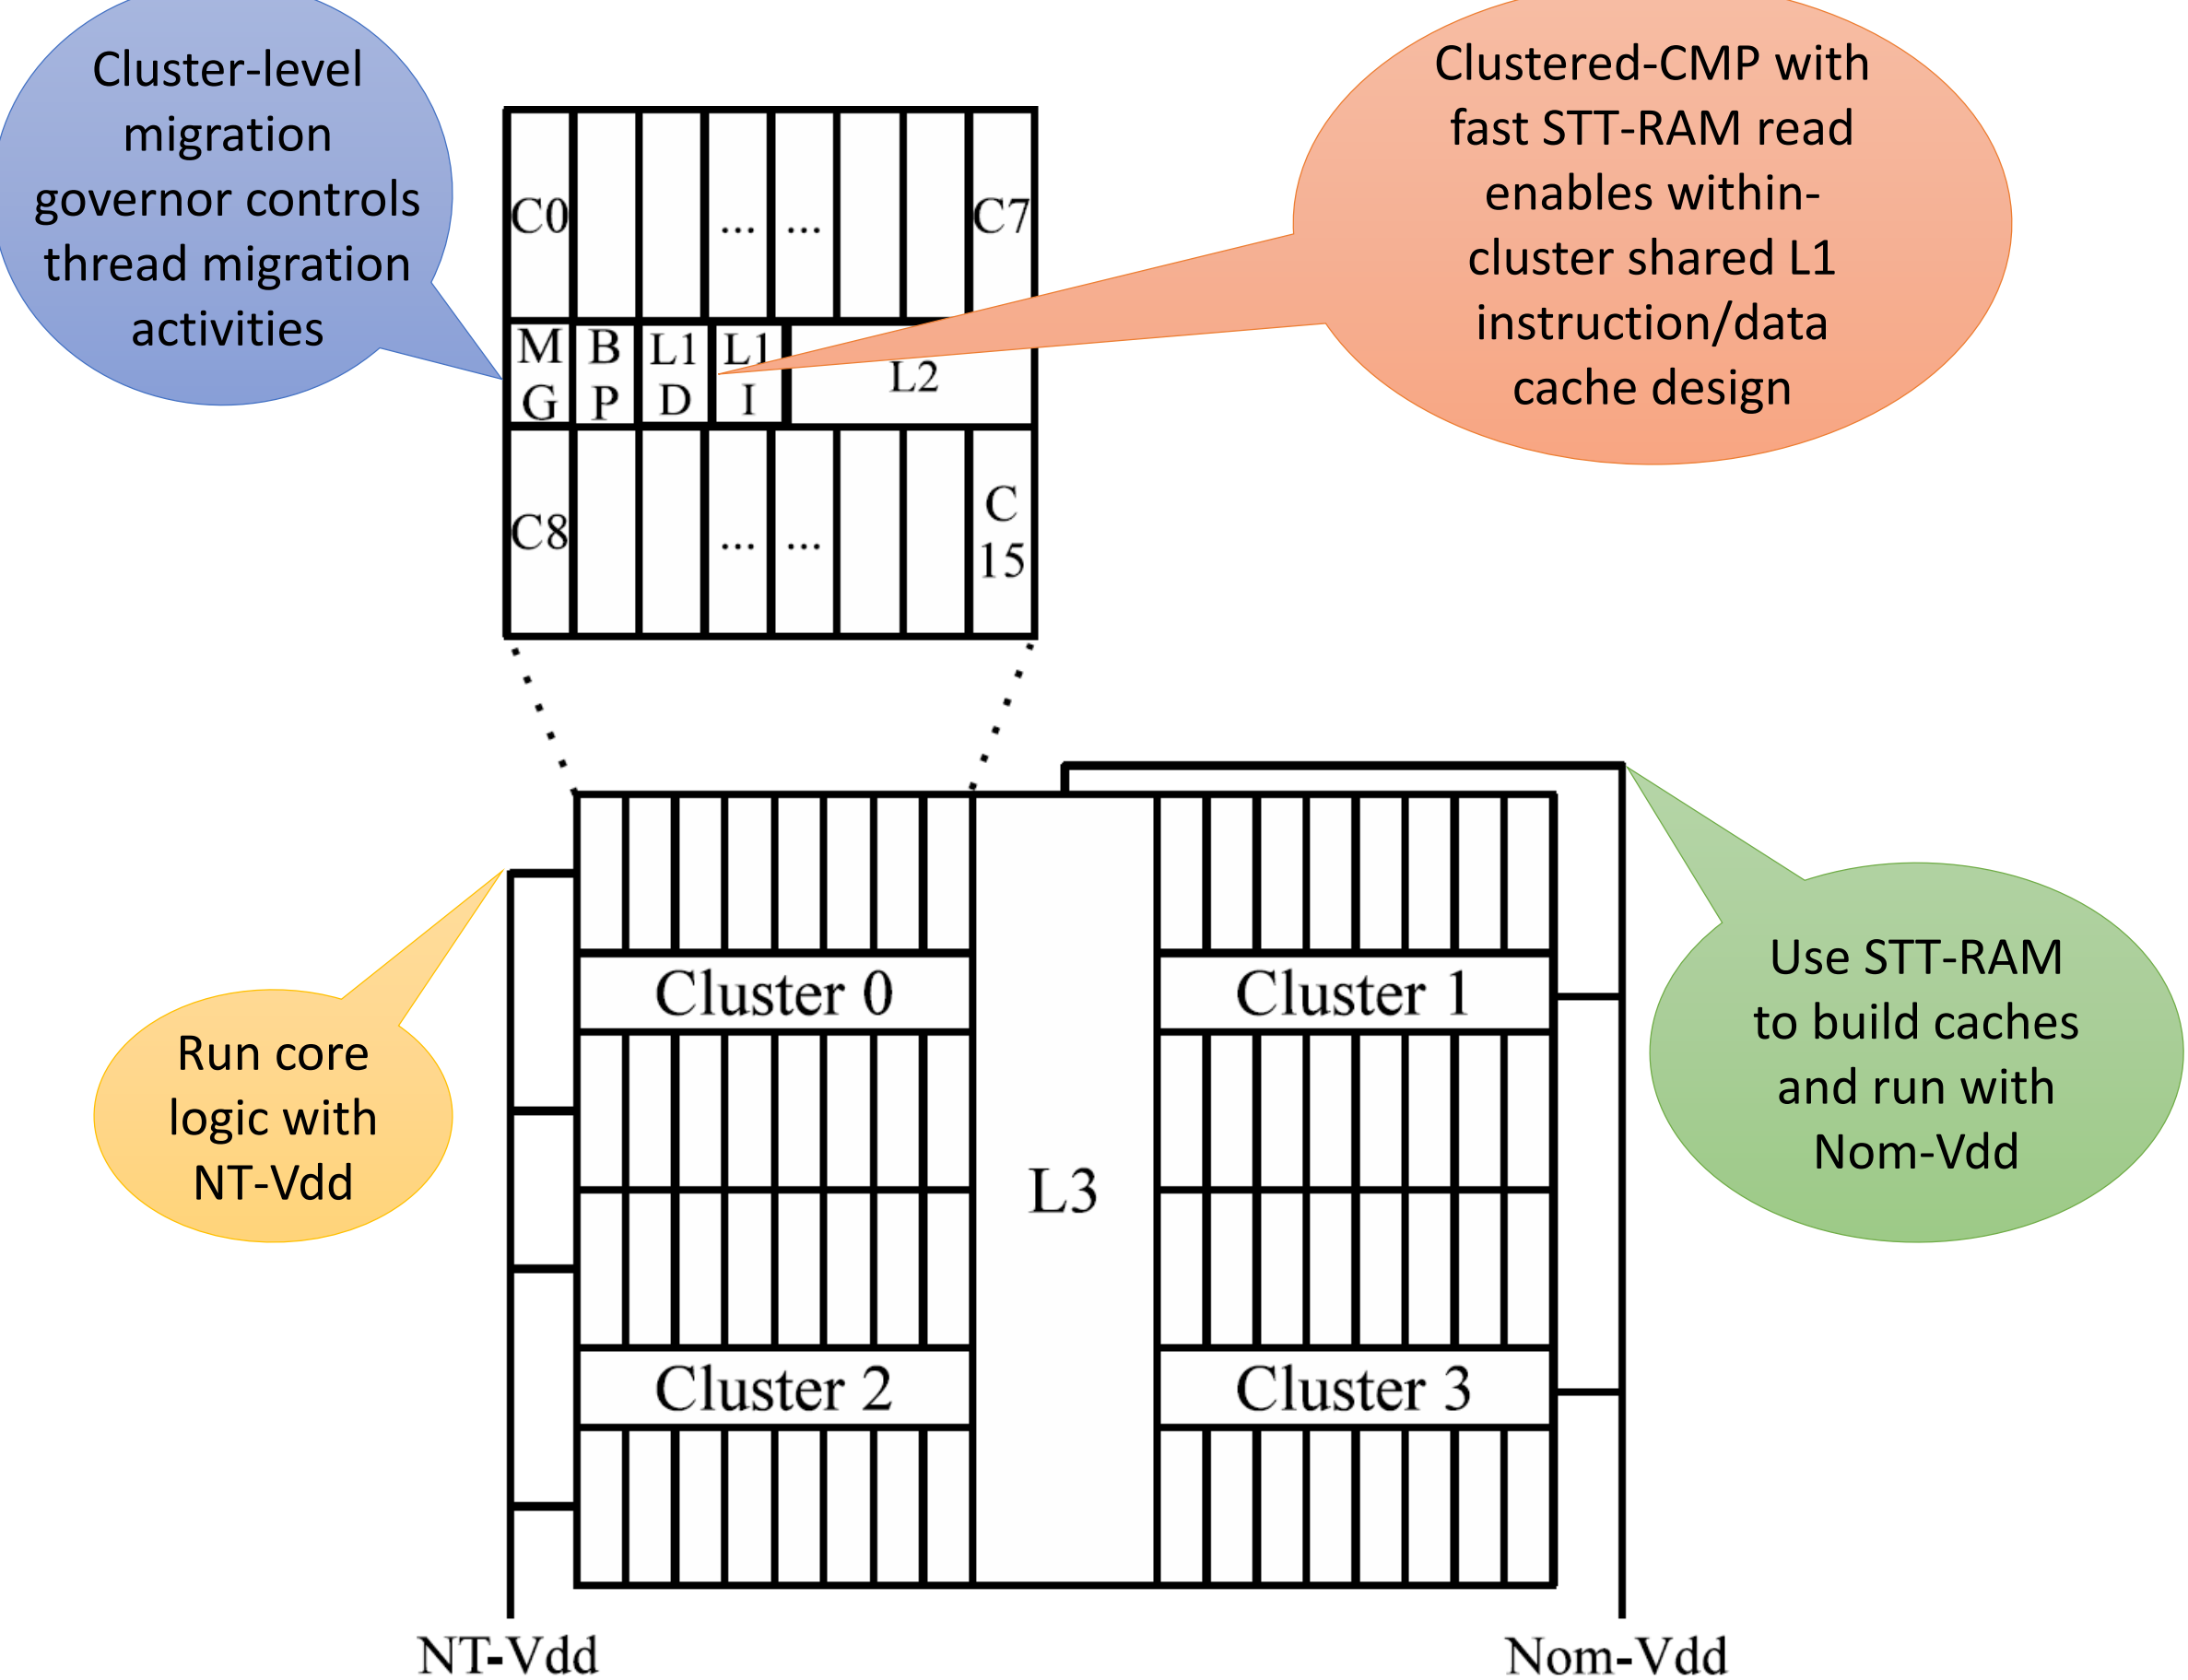 Cluster-level
migration
governor controls
thread migration
activities
Clustered-CMP with
fast STT-RAM read
enables within-
cluster shared L1
instruction/data
cache design
C0
... ...
C7
M
G
B
P
L1
D
L1
I
L2
C8
... ...
C
15
Cluster 0
Cluster 1
L3
Cluster 2
Cluster 3
Run core
logic with
NT-Vdd
Use STT-RAM
to build caches
and run with
Nom-Vdd
NT-Vdd
Nom-Vdd